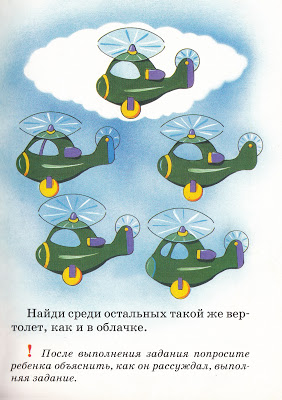 Найди среди остальных такой же вер-
толет, как и в облачке.
! После выполнения задания попросите
ребенка объяснить, как он рассуждал, выпол-
няя задание.